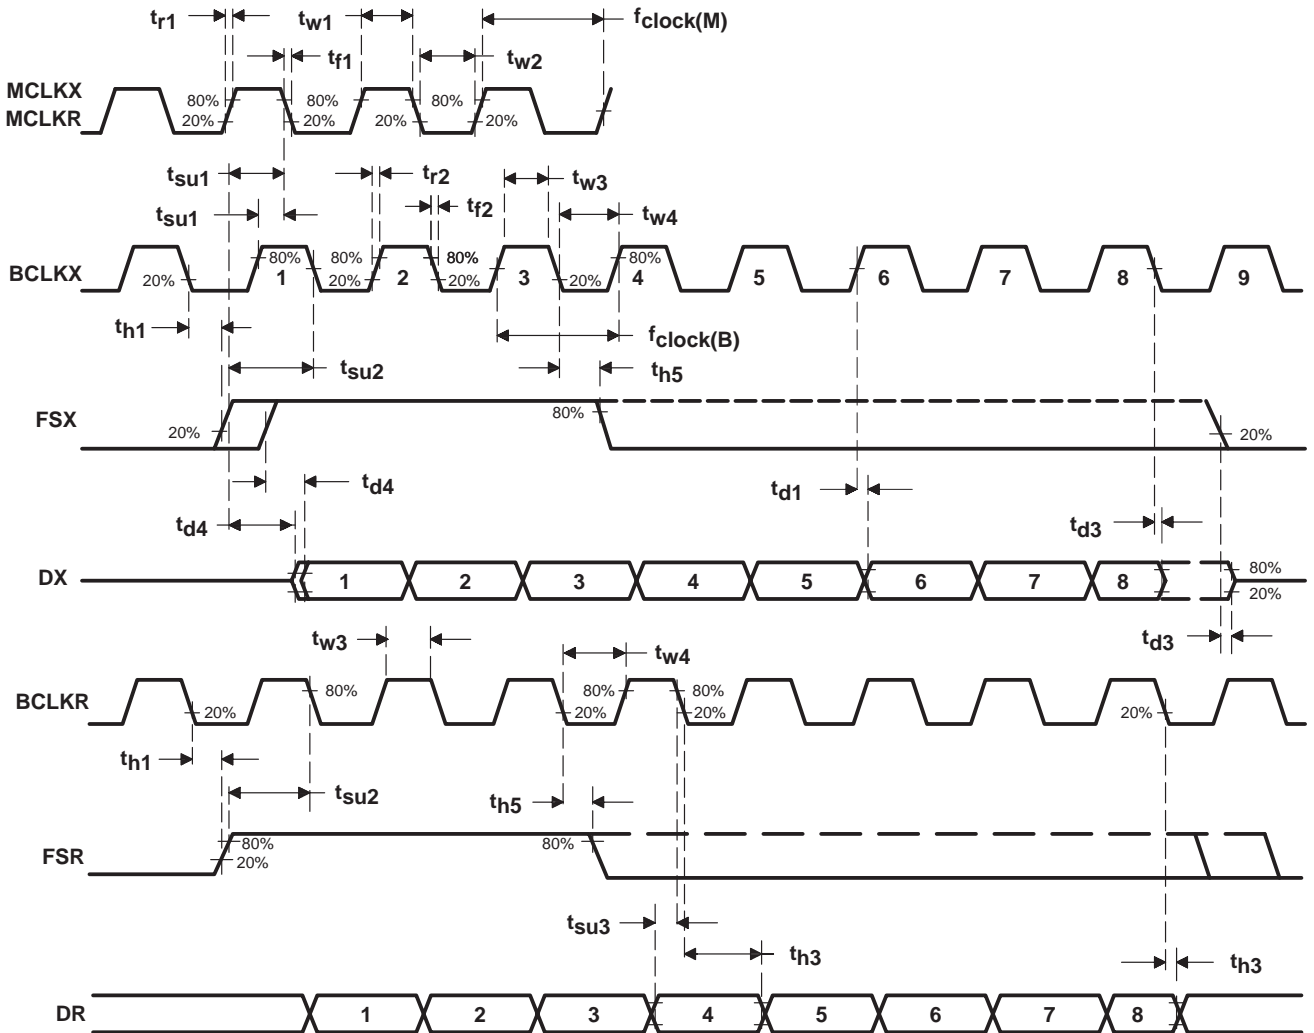 tr1 tw1 fclock(M)
tf1 tw2
MCLKX 80% 80% 80% 80%
MCLKR 20% 20% 20% 20%
tsu1 tr2 tw3
tsu1 tf2 tw4
80% 80% 80% 80%
BCLKX 20% 1 20% 2 20% 3 20% 4 5 6 7 8 9
th1 fclock(B)
tsu2 th5
FSX 20% 80% 20%
td4 td1
td4 td3
DX 1 2 3 4 5 6 7 8 80%
20%
tw3 tw4 td3
BCLKR 80% 80% 80%
20% 20% 20% 20%
th1
tsu2 th5
FSR 80% 80%
20%
tsu3
th3 th3
DR 1 2 3 4 5 6 7 8